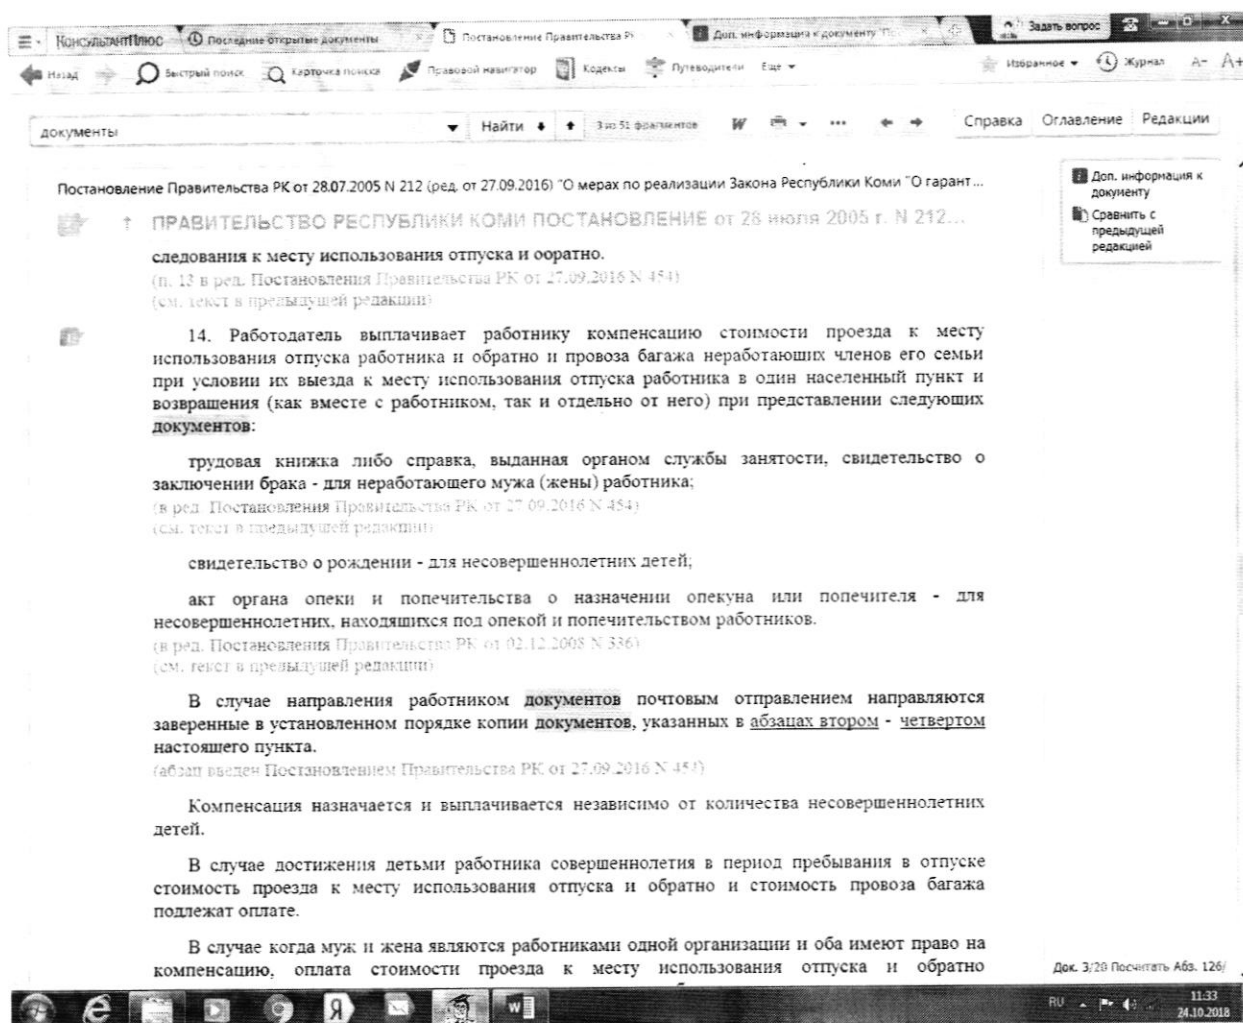 КонсультантПлюс
Последние открытые документы
Постановление Правительства РК
Доп. информация к документу "П
Задать вопрос
Назад
Быстрый поиск
Карточка поиска
Правовой навигатор
Кодексы
Путеводители
Еще
Избранное
Журнал
A-
A+
документы
Найти
3 из 51 фрагментов
W
...
Справка
Оглавление
Редакции
Постановление Правительства РК от 28.07.2005 N 212 (ред. от 27.09.2016) "О мерах по реализации Закона Республики Коми "О гарант...
ПРАВИТЕЛЬСТВО РЕСПУБЛИКИ КОМИ ПОСТАНОВЛЕНИЕ от 28 июля 2005 г. N 212...
Доп. информация к
документу
Сравнить с
предыдущей
редакцией
следования к месту использования отпуска и обратно.
(п. 13 в ред. Постановления Правительства РК от 27.09.2016 N 454)
(см. текст в предыдущей редакции)
14. Работодатель выплачивает работнику компенсацию стоимости проезда к месту
использования отпуска работника и обратно и провоза багажа неработающих членов его семьи
при условии их выезда к месту использования отпуска работника в один населенный пункт и
возвращения (как вместе с работником, так и отдельно от него) при представлении следующих
документов:
трудовая книжка либо справка, выданная органом службы занятости, свидетельство о
заключении брака - для неработающего мужа (жены) работника;
(в ред. Постановления Правительства РК от 27.09.2016 N 454)
(см. текст в предыдущей редакции)
свидетельство о рождении - для несовершеннолетних детей;
акт органа опеки и попечительства о назначении опекуна или попечителя - для
несовершеннолетних, находящихся под опекой и попечительством работников.
(в ред. Постановления Правительства РК от 02.12.2008 N 336)
(см. текст в предыдущей редакции)
В случае направления работником документов почтовым отправлением направляются
заверенные в установленном порядке копии документов, указанных в абзацах втором - четвертом
настоящего пункта.
(абзац введен Постановлением Правительства РК от 27.09.2016 N 454)
Компенсация назначается и выплачивается независимо от количества несовершеннолетних
детей.
В случае достижения детьми работника совершеннолетия в период пребывания в отпуске
стоимость проезда к месту использования отпуска и обратно и стоимость провоза багажа
подлежат оплате.
В случае когда муж и жена являются работниками одной организации и оба имеют право на
компенсацию, оплата стоимости проезда к месту использования отпуска и обратно
Док. 3/20 Посчитать Абз. 126/
RU
11:33
24.10.2018